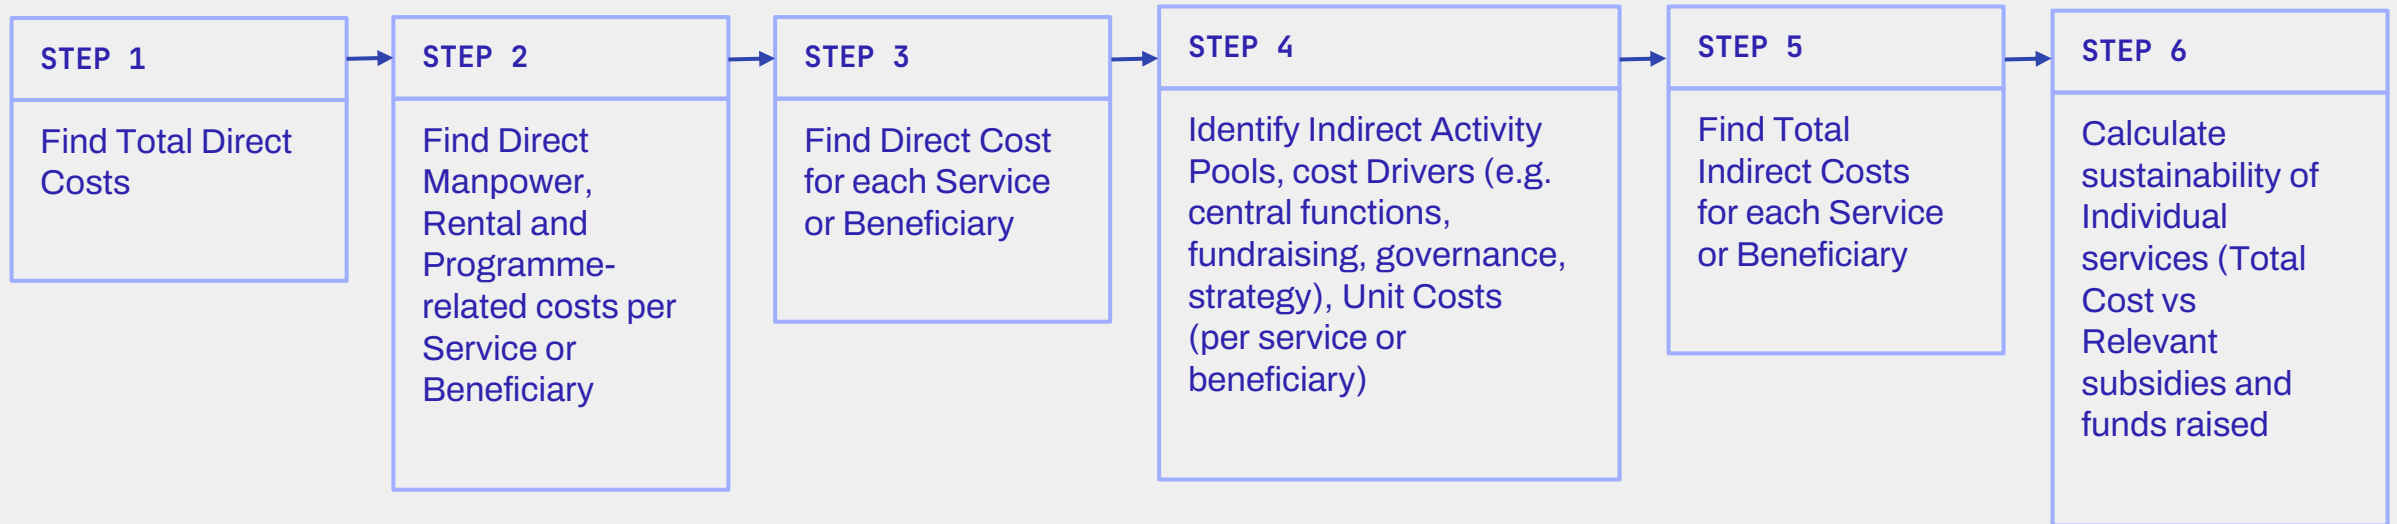 STEP 1
Find Total Direct
Costs
STEP 2
Find Direct
Manpower,
Rental and
Programme-
related costs per
Service or
Beneficiary
STEP 3
Find Direct Cost
for each Service
or Beneficiary
STEP 4
Identify Indirect Activity
Pools, cost Drivers (e.g.
central functions,
fundraising, governance,
strategy), Unit Costs
(per service or
beneficiary)
STEP 5
Find Total
Indirect Costs
for each Service
or Beneficiary
STEP 6
Calculate
sustainability of
Individual
services (Total
Cost vs
Relevant
subsidies and
funds raised